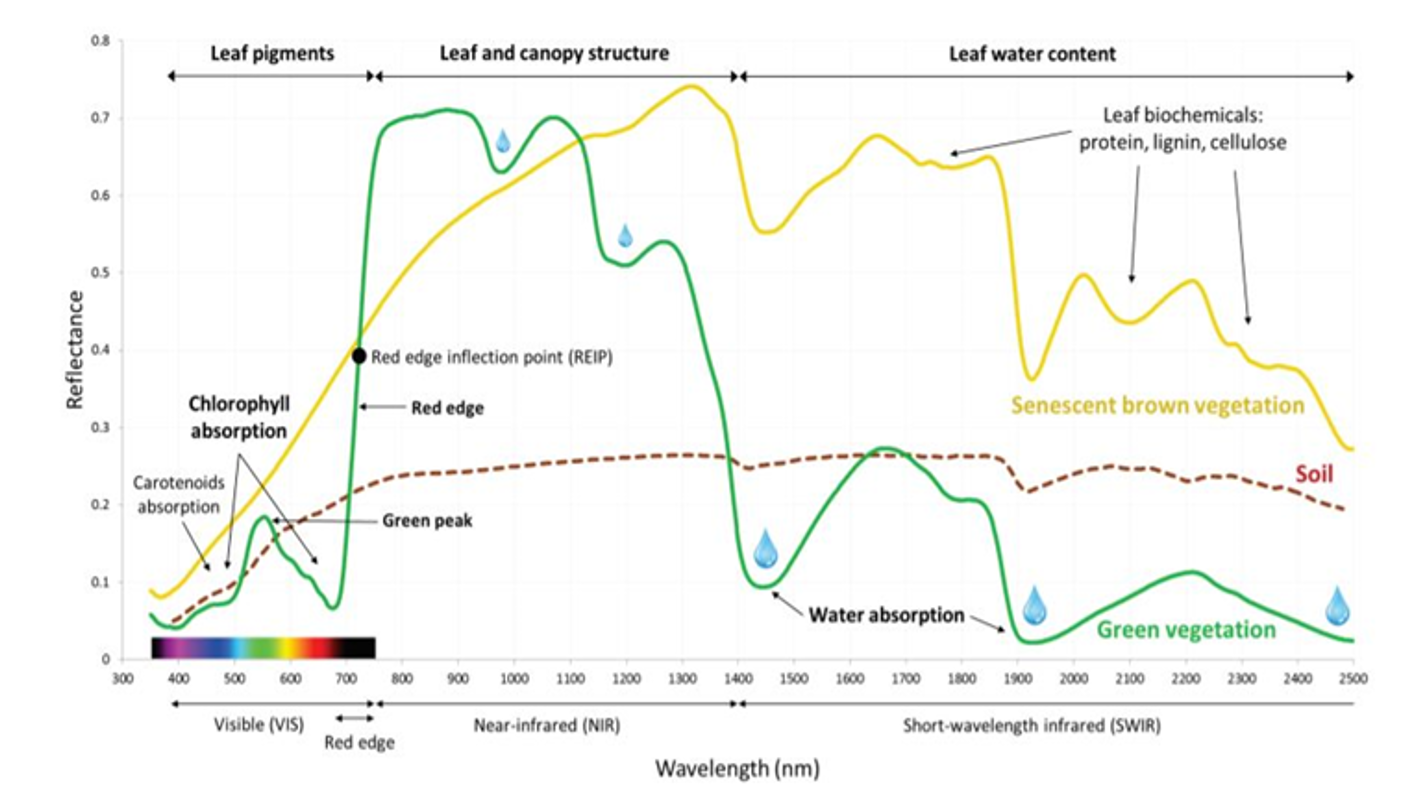 Leaf pigments
Leaf and canopy structure
Leaf water content
Leaf biochemicals:
protein, lignin, cellulose
Reflectance
0.8
0.7
0.6
0.5
0.4
0.3
0.2
0.1
0
Red edge inflection point (REIP)
Red edge
Chlorophyll
absorption
Carotenoids
absorption
Green peak
Senescent brown vegetation
Soil
Water absorption
Green vegetation
300 400 500 600 700 800 900 1000 1100 1200 1300 1400 1500 1600 1700 1800 1900 2000 2100 2200 2300 2400 2500
Visible (VIS)
Red edge
Near-infrared (NIR)
Short-wavelength infrared (SWIR)
Wavelength (nm)